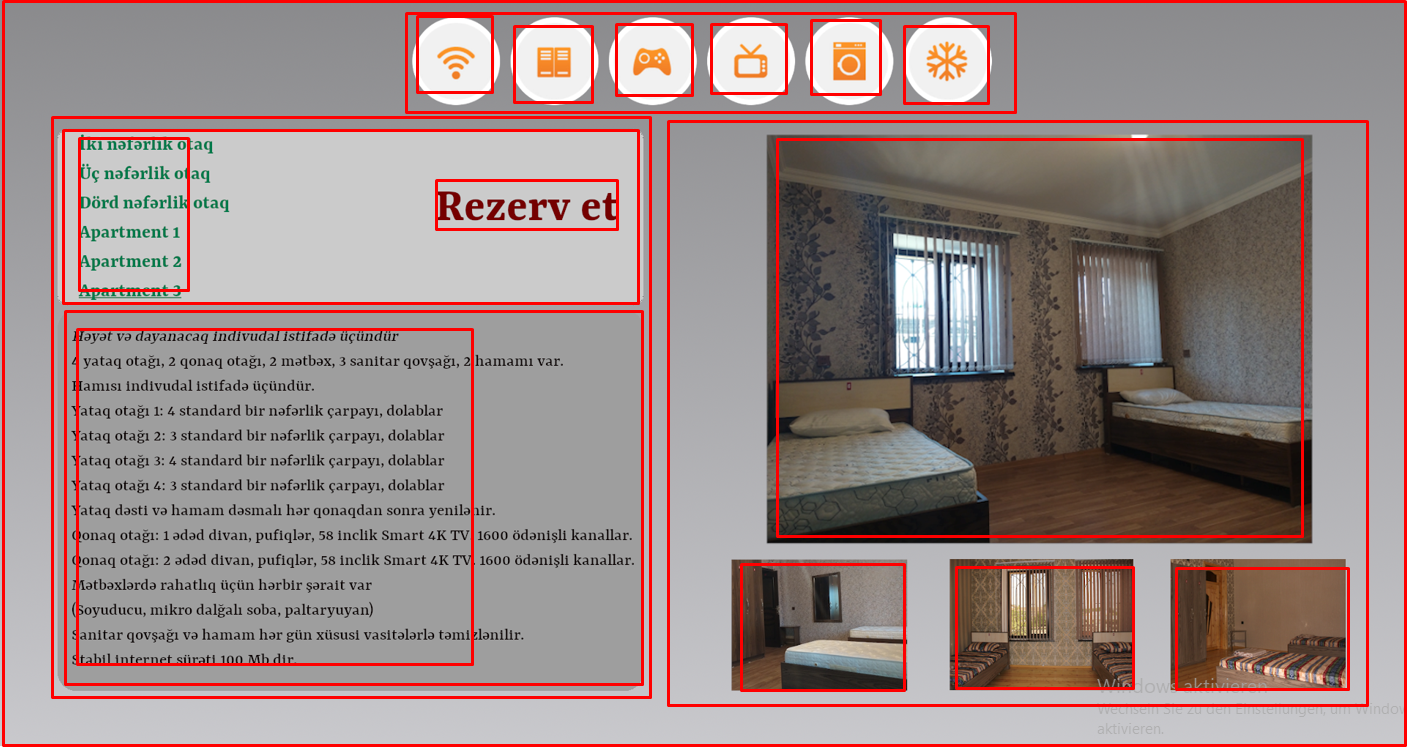 İki nəfərlik otaq
Üç nəfərlik otaq
Dörd nəfərlik otaq
Apartment 1
Apartment 2
Apartment 3
Rezerv et
Həyət və dayanacaq indivudal istifadə üçündür
4 yataq otağı, 2 qonaq otağı, 2 mətbəx, 3 sanitar qovşağı, 2 hamamı var.
Hamısı indivudal istifadə üçündür.
Yataq otağı 1: 4 standard bir nəfərlik çarpayı, dolablar
Yataq otağı 2: 3 standard bir nəfərlik çarpayı, dolablar
Yataq otağı 3: 4 standard bir nəfərlik çarpayı, dolablar
Yataq otağı 4: 3 standard bir nəfərlik çarpayı, dolablar
Yataq dəsti və hamam dəsmalı hər qonaqdan sonra yenilənir.
Qonaq otağı: 1 ədəd divan, pufiqlər, 58 inclik Smart 4K TV. 1600 ödənişli kanallar.
Qonaq otağı: 2 ədəd divan, pufiqlər, 58 inclik Smart 4K TV. 1600 ödənişli kanallar.
Mətbəxlərdə rahatlıq üçün hərbir şərait var
(Soyuducu, mikro dalğalı soba, paltaryuyan)
Sanitar qovşağı və hamam hər gün xüsusi vasitələrlə təmizlənilir.
Stabil internet sürəti 100 Mb dir.
Windows aktivieren
Wechseln Sie zu den Einstellungen, um Window
aktivieren.